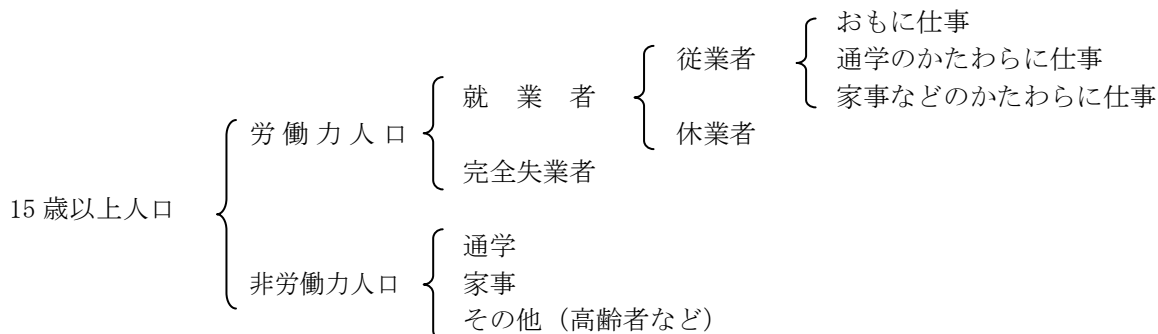 15歳以上人口
労働力人口
就業者
従業者
おもに仕事
通学のかたわらに仕事
家事などのかたわらに仕事
休業者
完全失業者
非労働力人口
通学
家事
その他（高齢者など）